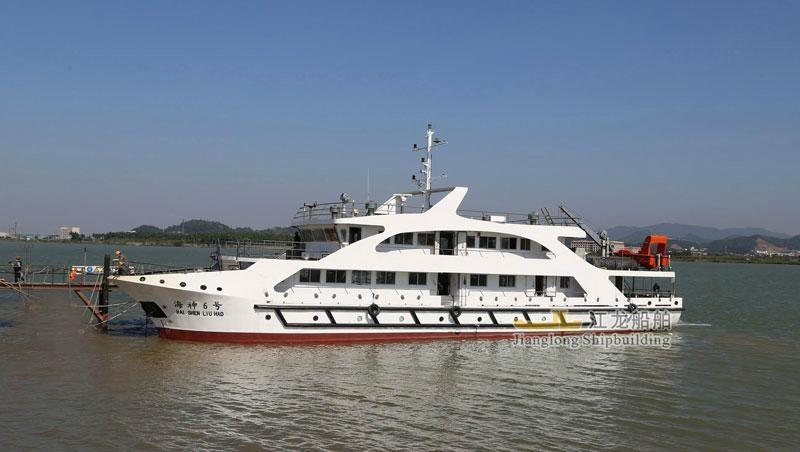 海神6号
HAI SHEN LIU HAO
江龙船舶
Jianglong Shipbuilding